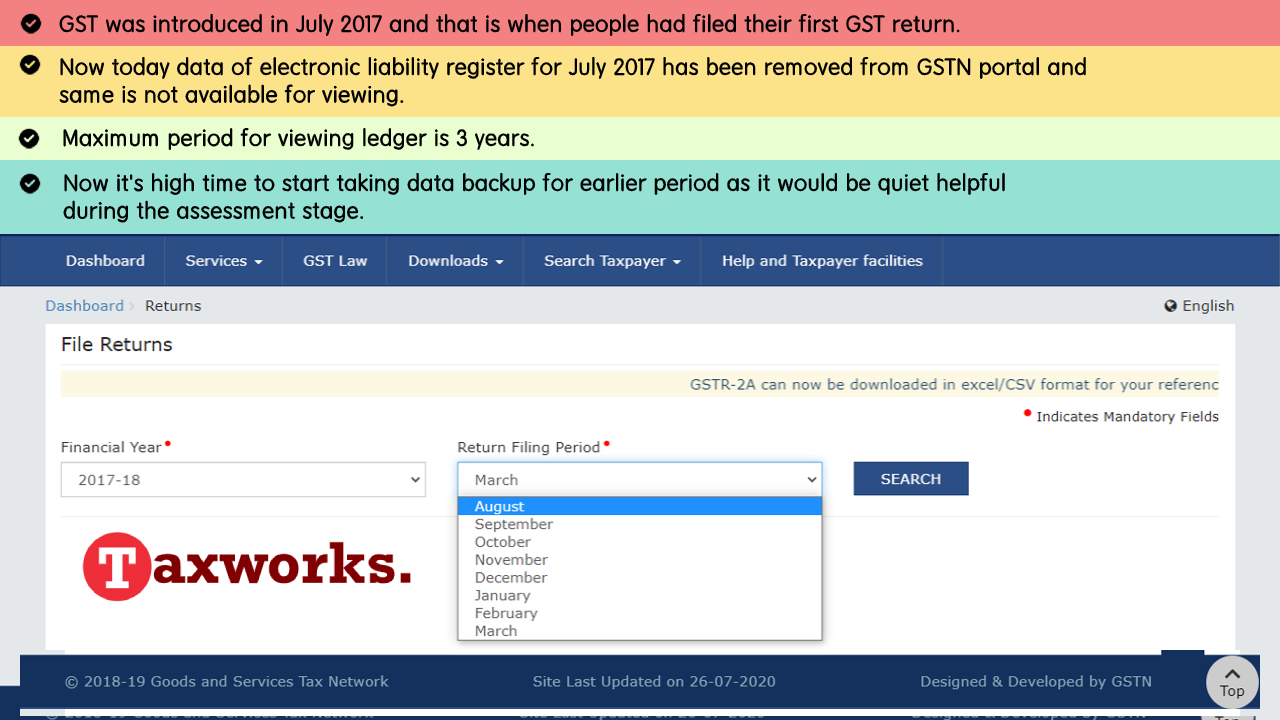 GST was introduced in July 2017 and that is when people had filed their first GST return.
Now today data of electronic liability register for July 2017 has been removed from GSTN portal and
same is not available for viewing.
Maximum period for viewing ledger is 3 years.
Now it's high time to start taking data backup for earlier period as it would be quiet helpful
during the assessment stage.
Dashboard Services GST Law Downloads Search Taxpayer Help and Taxpayer facilities
Dashboard › Returns English
File Returns
GSTR-2A can now be downloaded in excel/CSV format for your referenc
• Indicates Mandatory Fields
Financial Year• Return Filing Period•
2017-18 March SEARCH
August
September
October
November
December
January
February
March
Taxworks.
© 2018-19 Goods and Services Tax Network Site Last Updated on 26-07-2020 Designed & Developed by GSTN
Top